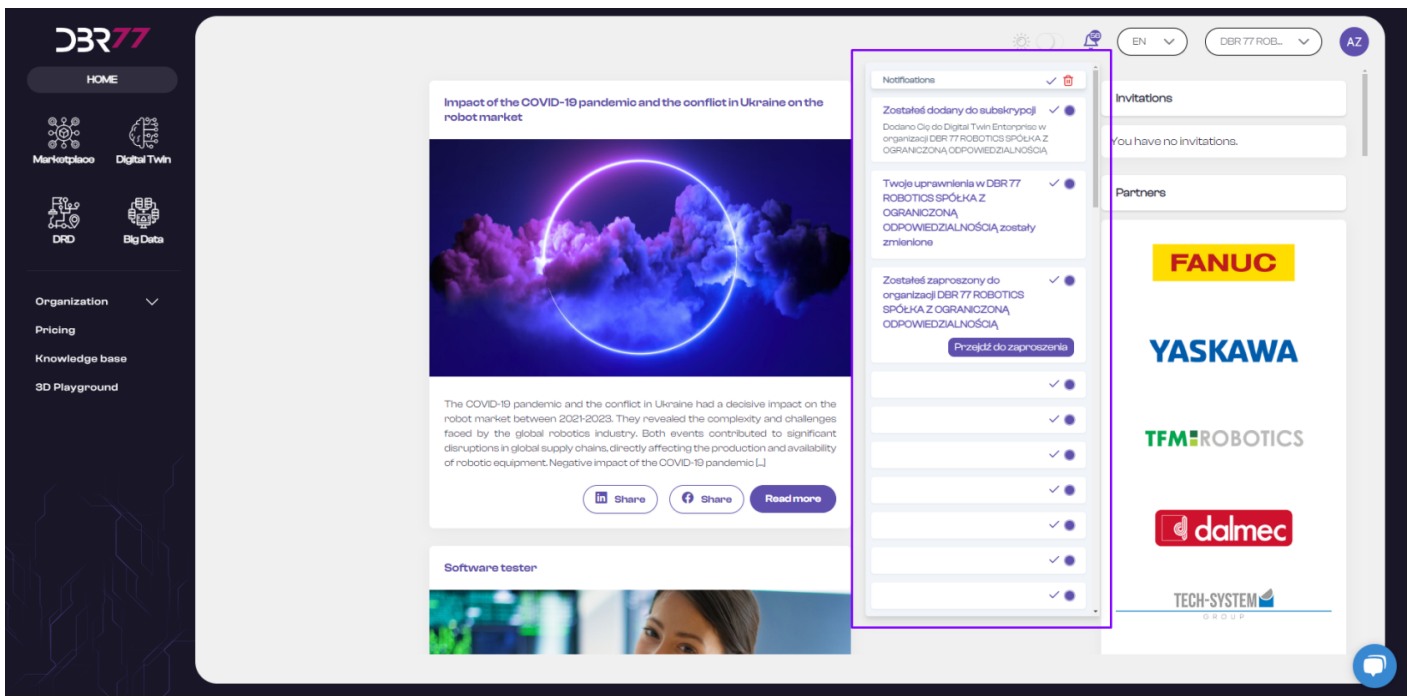 DBR77
HOME
Marketplace
Digital Twin
DRD
Big Data
Organization
Pricing
Knowledge base
3D Playground
58
EN
DBR 77 ROB...
AZ
Impact of the COVID-19 pandemic and the conflict in Ukraine on the
robot market
The COVID-19 pandemic and the conflict in Ukraine had a decisive impact on the
robot market between 2021-2023. They revealed the complexity and challenges
faced by the global robotics industry. Both events contributed to significant
disruptions in global supply chains, directly affecting the production and availability
of robotic equipment. Negative impact of the COVID-19 pandemic [...]
Share
Share
Read more
Software tester
Notifications
Zostałeś dodany do subskrypcji
Dodano Cię do Digital Twin Enterprise w
organizacji DBR 77 ROBOTICS SPÓŁKA Z
OGRANICZONĄ ODPOWIEDZIALNOŚCIĄ
Twoje uprawnienia w DBR 77
ROBOTICS SPÓŁKA Z
OGRANICZONĄ
ODPOWIEDZIALNOŚCIĄ zostały
zmienione
Zostałeś zaproszony do
organizacji DBR 77 ROBOTICS
SPÓŁKA Z OGRANICZONĄ
ODPOWIEDZIALNOŚCIĄ
Przejdź do zaproszenia
Invitations
You have no invitations.
Partners
FANUC
YASKAWA
TFM ROBOTICS
dalmec
TECH-SYSTEM
GROUP